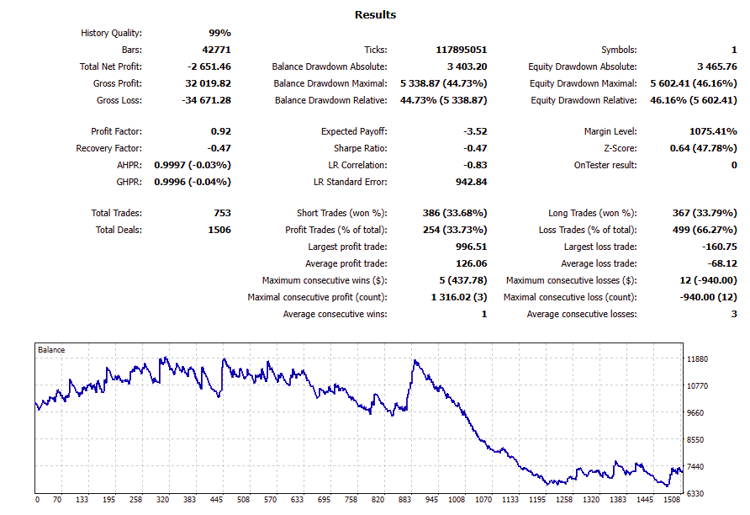 Results
History Quality: 99%
Bars: 42771 Ticks: 117895051 Symbols: 1
Total Net Profit: -2 651.46 Balance Drawdown Absolute: 3 403.20 Equity Drawdown Absolute: 3 465.76
Gross Profit: 32 019.82 Balance Drawdown Maximal: 5 338.87 (44.73%) Equity Drawdown Maximal: 5 602.41 (46.16%)
Gross Loss: -34 671.28 Balance Drawdown Relative: 44.73% (5 338.87) Equity Drawdown Relative: 46.16% (5 602.41)
Profit Factor: 0.92 Expected Payoff: -3.52 Margin Level: 1075.41%
Recovery Factor: -0.47 Sharpe Ratio: -0.47 Z-Score: 0.64 (47.78%)
AHPR: 0.9997 (-0.03%) LR Correlation: -0.83 OnTester result: 0
GHPR: 0.9996 (-0.04%) LR Standard Error: 942.84
Total Trades: 753 Short Trades (won %): 386 (33.68%) Long Trades (won %): 367 (33.79%)
Total Deals: 1506 Profit Trades (% of total): 254 (33.73%) Loss Trades (% of total): 499 (66.27%)
Largest profit trade: 996.51 Largest loss trade: -160.75
Average profit trade: 126.06 Average loss trade: -68.12
Maximum consecutive wins ($): 5 (437.78) Maximum consecutive losses ($): 12 (-940.00)
Maximal consecutive profit (count): 1 316.02 (3) Maximal consecutive loss (count): -940.00 (12)
Average consecutive wins: 1 Average consecutive losses: 3
Balance
11880
10770
9660
8550
7440
6330
0 70 133 195 258 320 383 445 508 570 633 695 758 820 883 945 1008 1070 1133 1195 1258 1320 1383 1445 1508